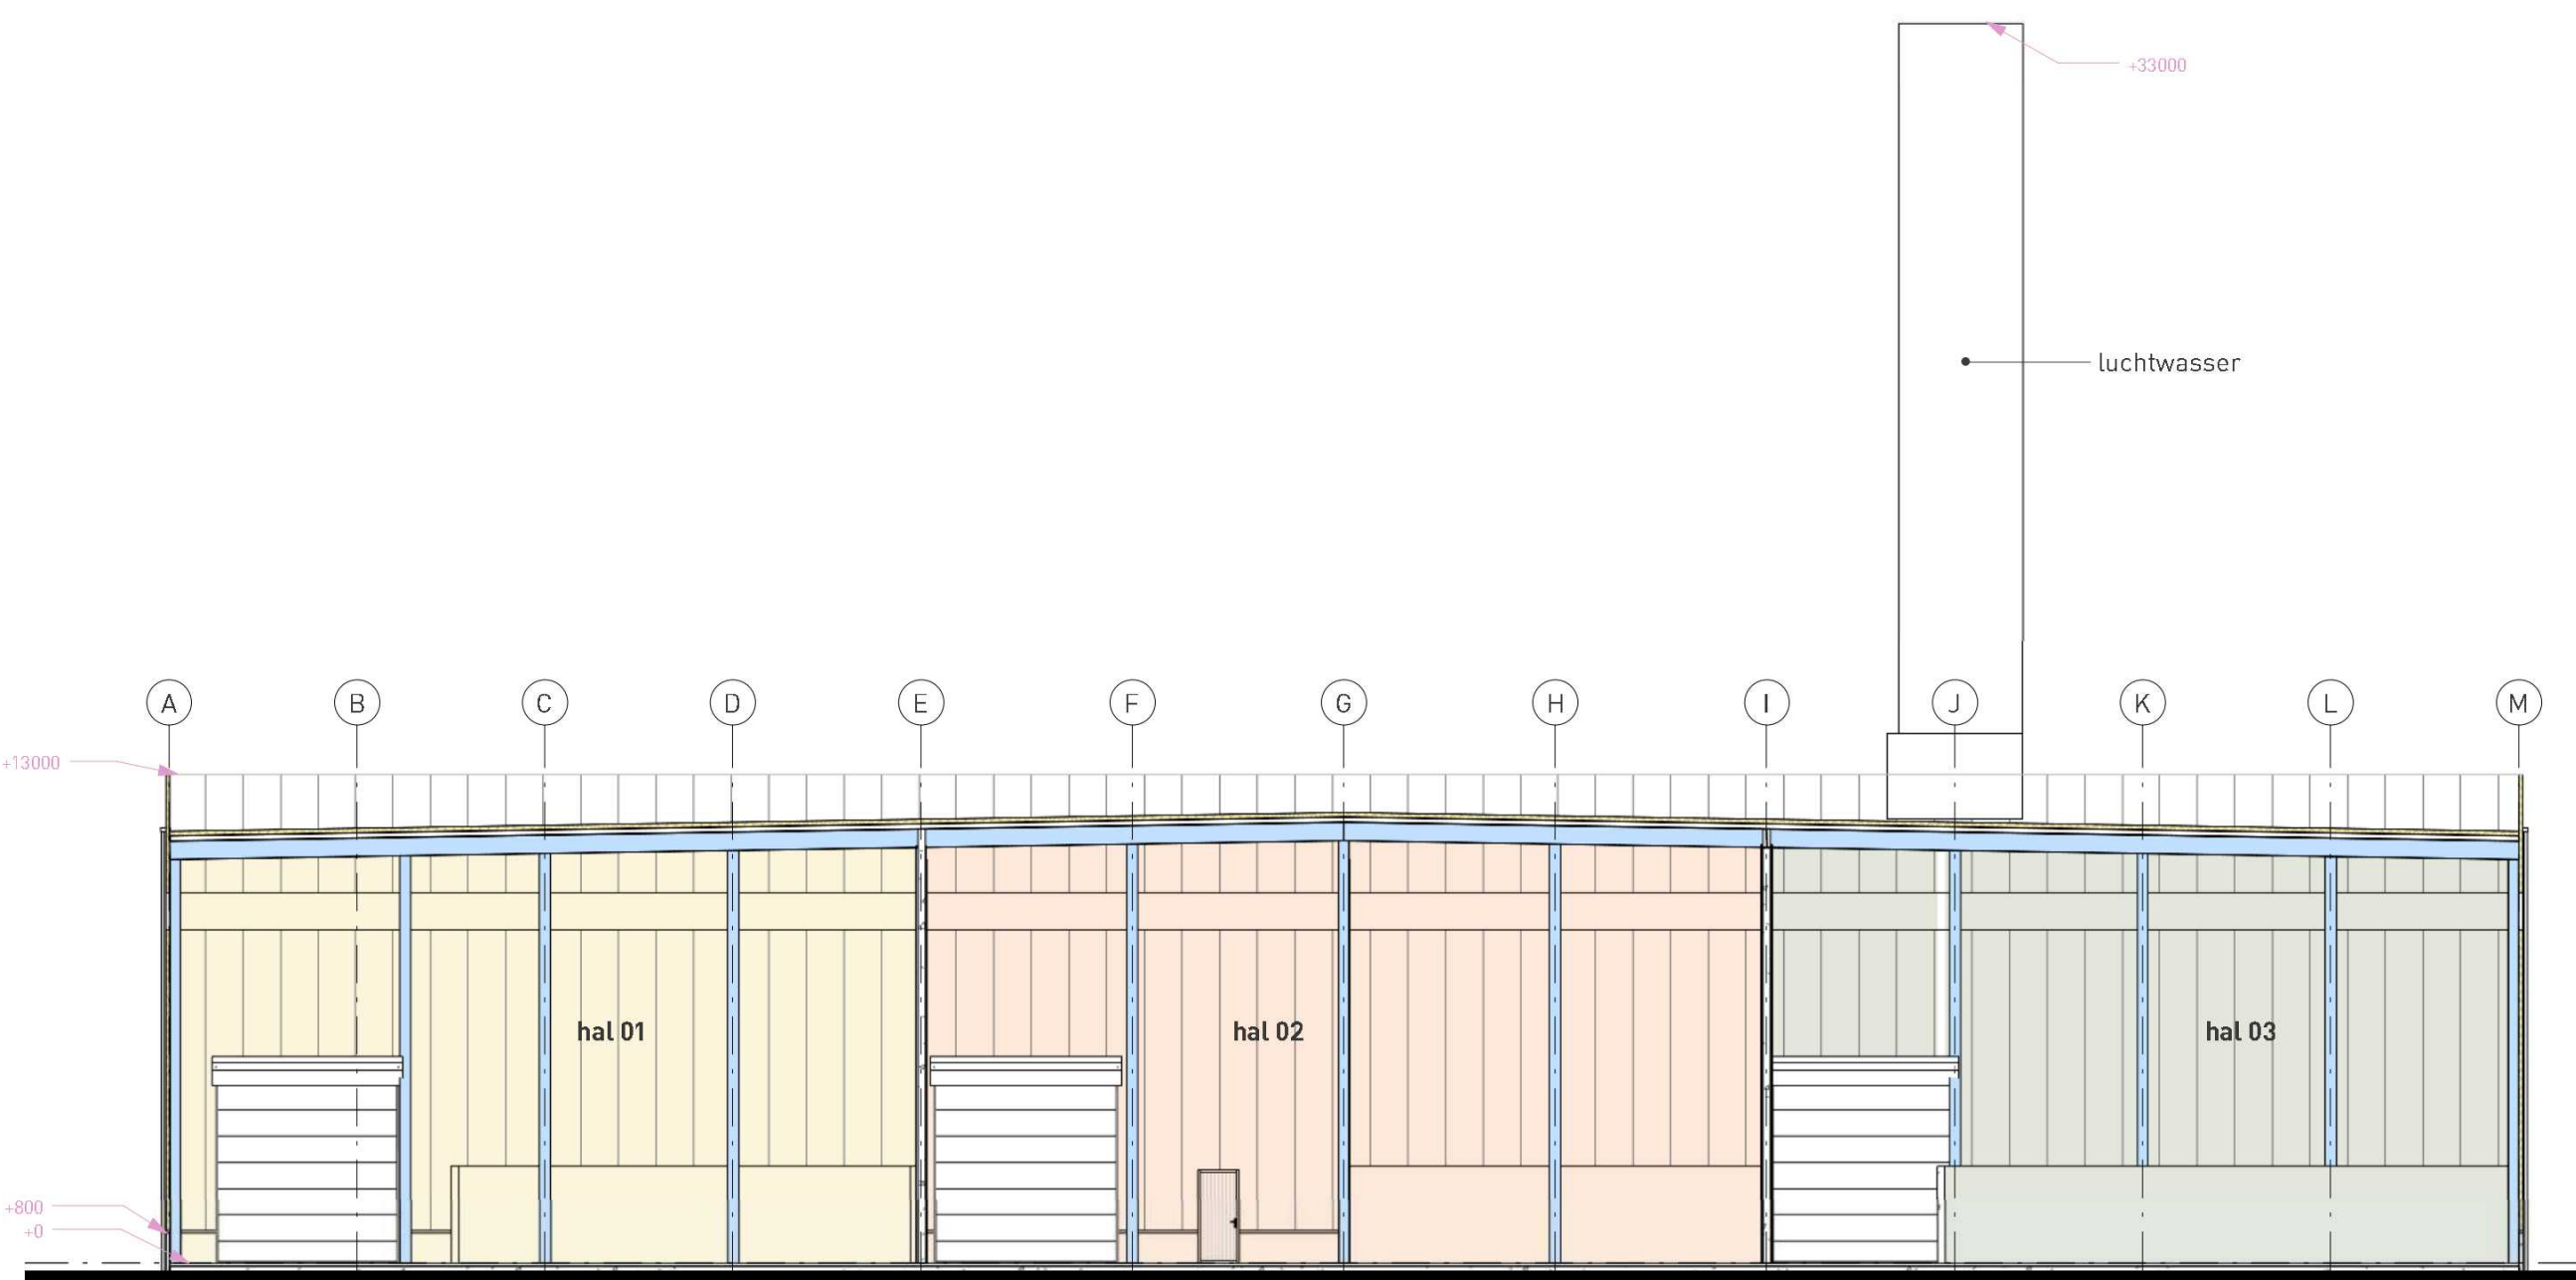 +33000
luchtwasser
A B C D E F G H I J K L M
+13000
hal 01 hal 02 hal 03
+800
+0